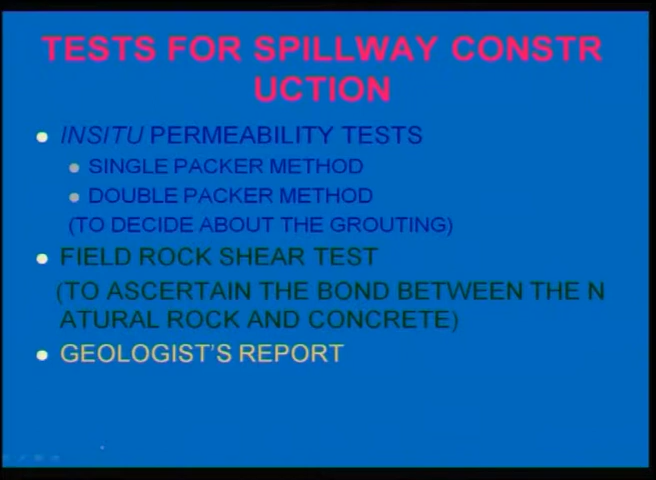 TESTS FOR SPILLWAY CONSTR
UCTION
INSITU PERMEABILITY TESTS
SINGLE PACKER METHOD
DOUBLE PACKER METHOD
(TO DECIDE ABOUT THE GROUTING)
FIELD ROCK SHEAR TEST
(TO ASCERTAIN THE BOND BETWEEN THE N
ATURAL ROCK AND CONCRETE)
GEOLOGIST'S REPORT